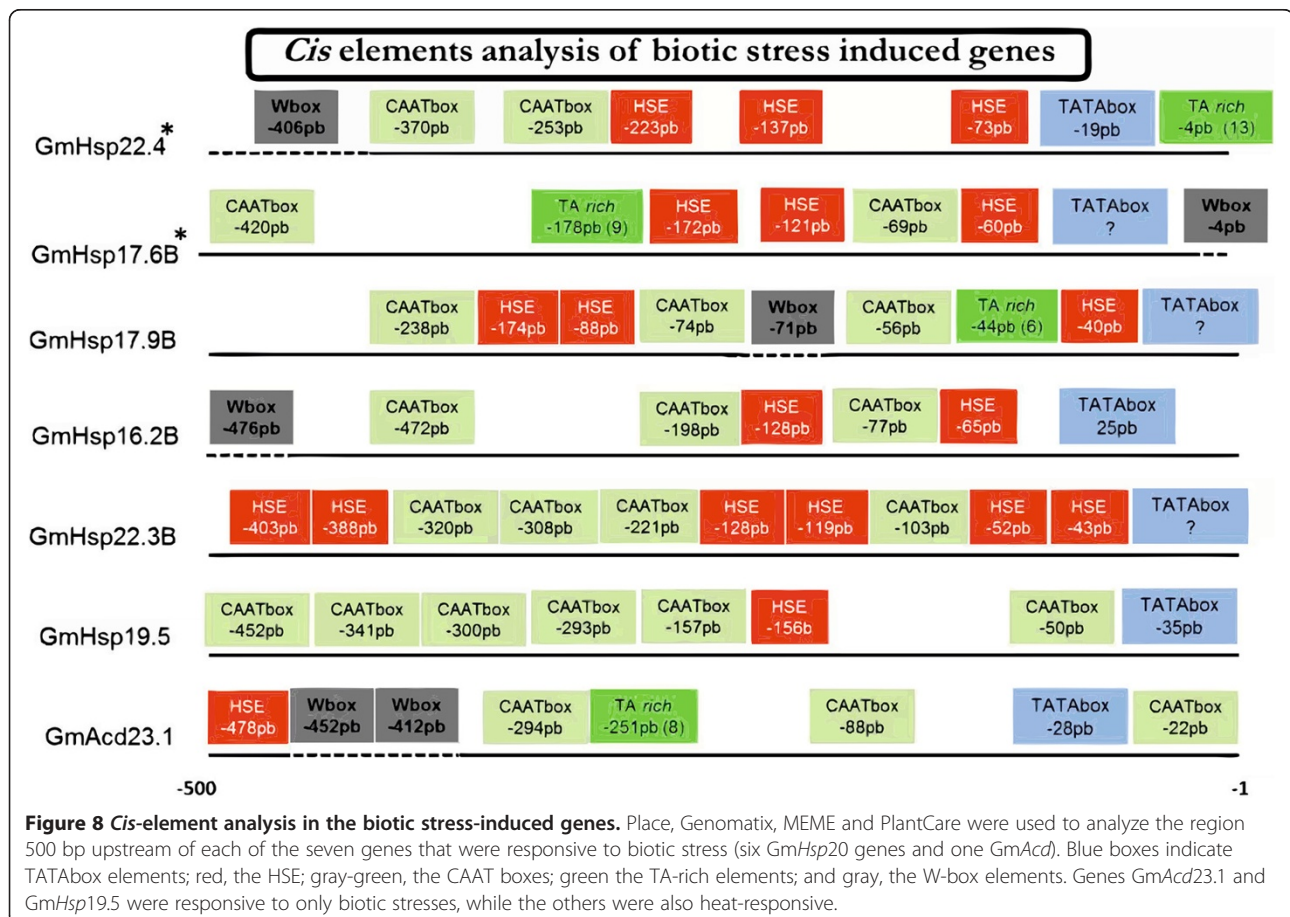 Cis elements analysis of biotic stress induced genes
GmHsp22.4*
Wbox -406pb
CAATbox -370pb
CAATbox -253pb
HSE -223pb
HSE -137pb
HSE -73pb
TATAbox -19pb
TA rich -4pb (13)
GmHsp17.6B*
CAATbox -420pb
TA rich -178pb (9)
HSE -172pb
HSE -121pb
CAATbox -69pb
HSE -60pb
TATAbox ?
Wbox -4pb
GmHsp17.9B
CAATbox -238pb
HSE -174pb
HSE -88pb
CAATbox -74pb
Wbox -71pb
CAATbox -56pb
TA rich -44pb (6)
HSE -40pb
TATAbox ?
GmHsp16.2B
Wbox -476pb
CAATbox -472pb
CAATbox -198pb
HSE -128pb
CAATbox -77pb
HSE -65pb
TATAbox 25pb
GmHsp22.3B
HSE -403pb
HSE -388pb
CAATbox -320pb
CAATbox -308pb
CAATbox -221pb
HSE -128pb
HSE -119pb
CAATbox -103pb
HSE -52pb
HSE -43pb
TATAbox ?
GmHsp19.5
CAATbox -452pb
CAATbox -341pb
CAATbox -300pb
CAATbox -293pb
CAATbox -157pb
HSE -156b
CAATbox -50pb
TATAbox -35pb
GmAcd23.1
HSE -478pb
Wbox -452pb
Wbox -412pb
CAATbox -294pb
TA rich -251pb (8)
CAATbox -88pb
TATAbox -28pb
CAATbox -22pb
-500 -1
Figure 8 Cis-element analysis in the biotic stress-induced genes. Place, Genomatix, MEME and PlantCare were used to analyze the region
500 bp upstream of each of the seven genes that were responsive to biotic stress (six GmHsp20 genes and one GmAcd). Blue boxes indicate
TATAbox elements; red, the HSE; gray-green, the CAAT boxes; green the TA-rich elements; and gray, the W-box elements. Genes GmAcd23.1 and
GmHsp19.5 were responsive to only biotic stresses, while the others were also heat-responsive.